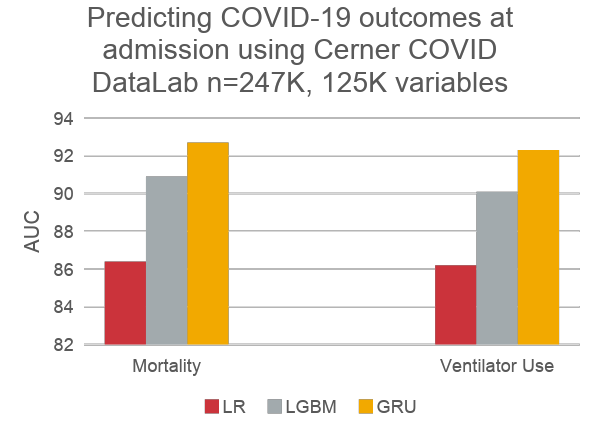 Predicting COVID-19 outcomes at
admission using Cerner COVID
DataLab n=247K, 125K variables
94
92
90
88
86
84
82
AUC
Mortality
Ventilator Use
LR
LGBM
GRU